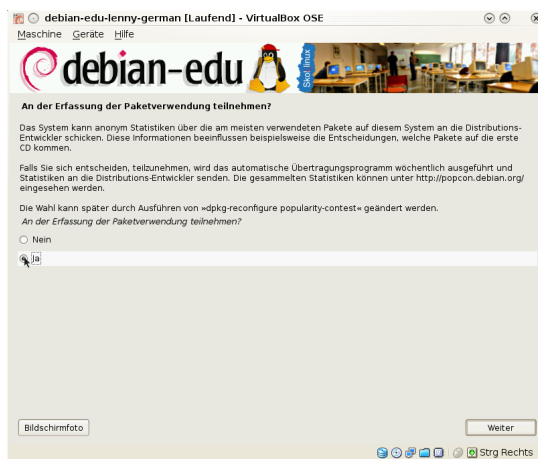 debian-edu-lenny-german [Laufend] - VirtualBox OSE
Maschine Geräte Hilfe
debian-edu
Skolelinux
An der Erfassung der Paketverwendung teilnehmen?
Das System kann anonym Statistiken über die am meisten verwendeten Pakete auf diesem System an die Distributions-
Entwickler schicken. Diese Informationen beeinflussen beispielsweise die Entscheidungen, welche Pakete auf die erste
CD kommen.
Falls Sie sich entscheiden, teilzunehmen, wird das automatische Übertragungsprogramm wöchentlich ausgeführt und
Statistiken an die Distributions-Entwickler senden. Die gesammelten Statistiken können unter http://popcon.debian.org/
eingesehen werden.
Die Wahl kann später durch Ausführen von »dpkg-reconfigure popularity-contest« geändert werden.
An der Erfassung der Paketverwendung teilnehmen?
Nein
Ja
Bildschirmfoto
Weiter
Strg Rechts